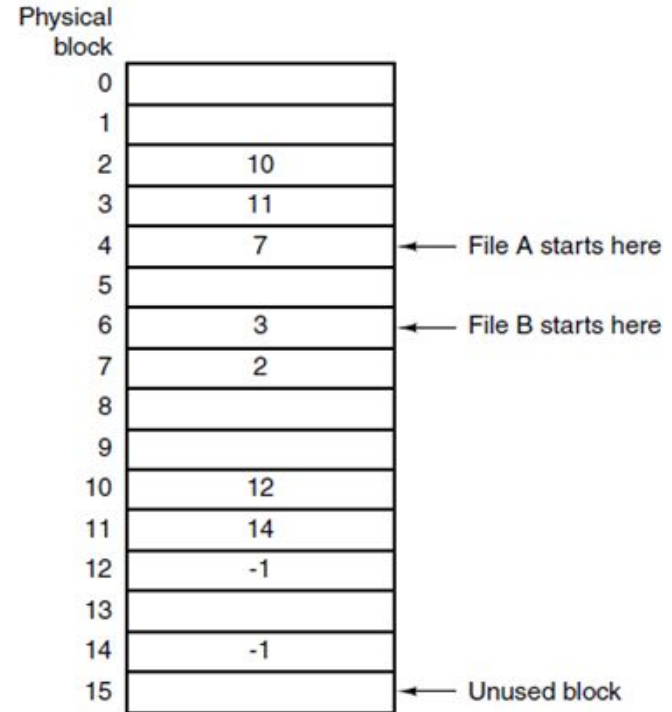 Physical
block
0
1
2 10
3 11
4 7 File A starts here
5
6 3 File B starts here
7 2
8
9
10 12
11 14
12 -1
13
14 -1
15 Unused block